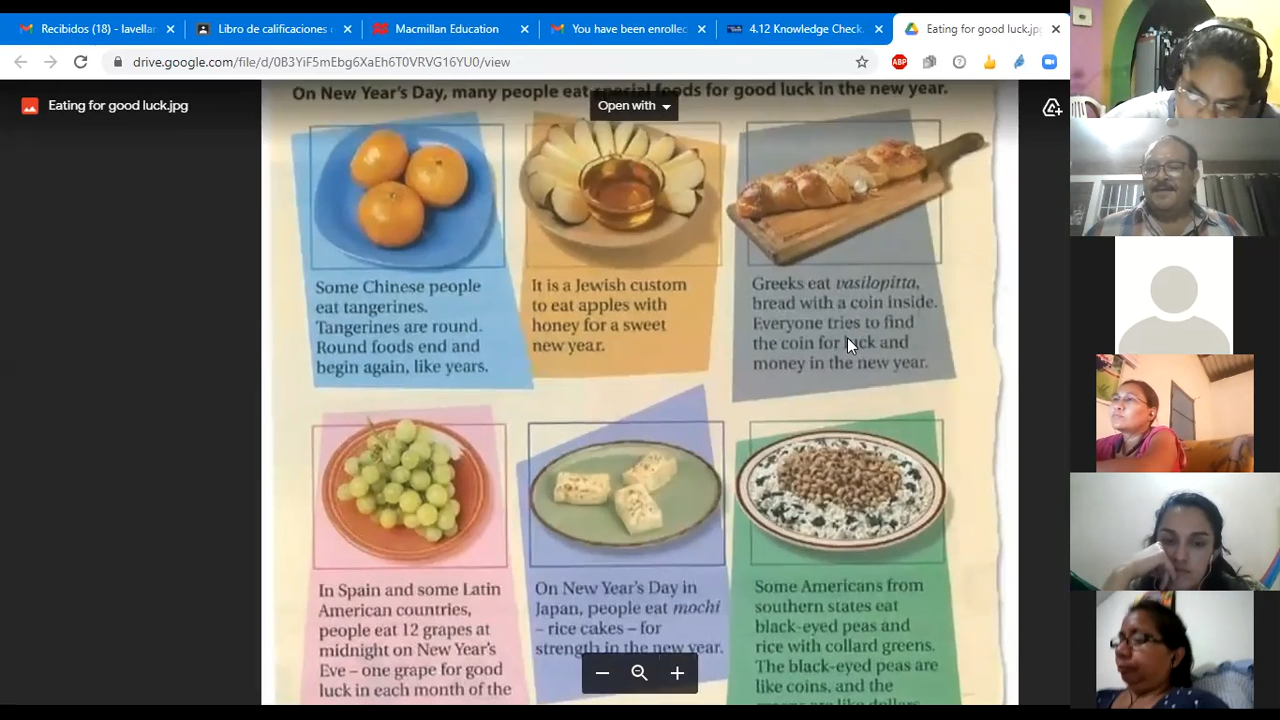 Recibidos (18) - lavellan
Libro de calificaciones
Macmillan Education
You have been enrolled
4.12 Knowledge Check
Eating for good luck.jpg
drive.google.com/file/d/0B3YiF5mEbgDXaEh6T0VRVG16YU0/view
ABP
Eating for good luck.jpg
Open with
On New Year's Day, many people eat special foods for good luck in the new year.
Some Chinese people
eat tangerines.
Tangerines are round.
Round foods end and
begin again, like years.
It is a Jewish custom
to eat apples with
honey for a sweet
new year.
Greeks eat vasilopitta,
bread with a coin inside.
Everyone tries to find
the coin for luck and
money in the new year.
In Spain and some Latin
American countries,
people eat 12 grapes at
midnight on New Year's
Eve – one grape for good
luck in each month of the
On New Year's Day in
Japan, people eat mochi
– rice cakes – for
strength in the new year.
Some Americans from
southern states eat
black-eyed peas and
rice with collard greens.
The black-eyed peas are
like coins, and the
greens are like dollars